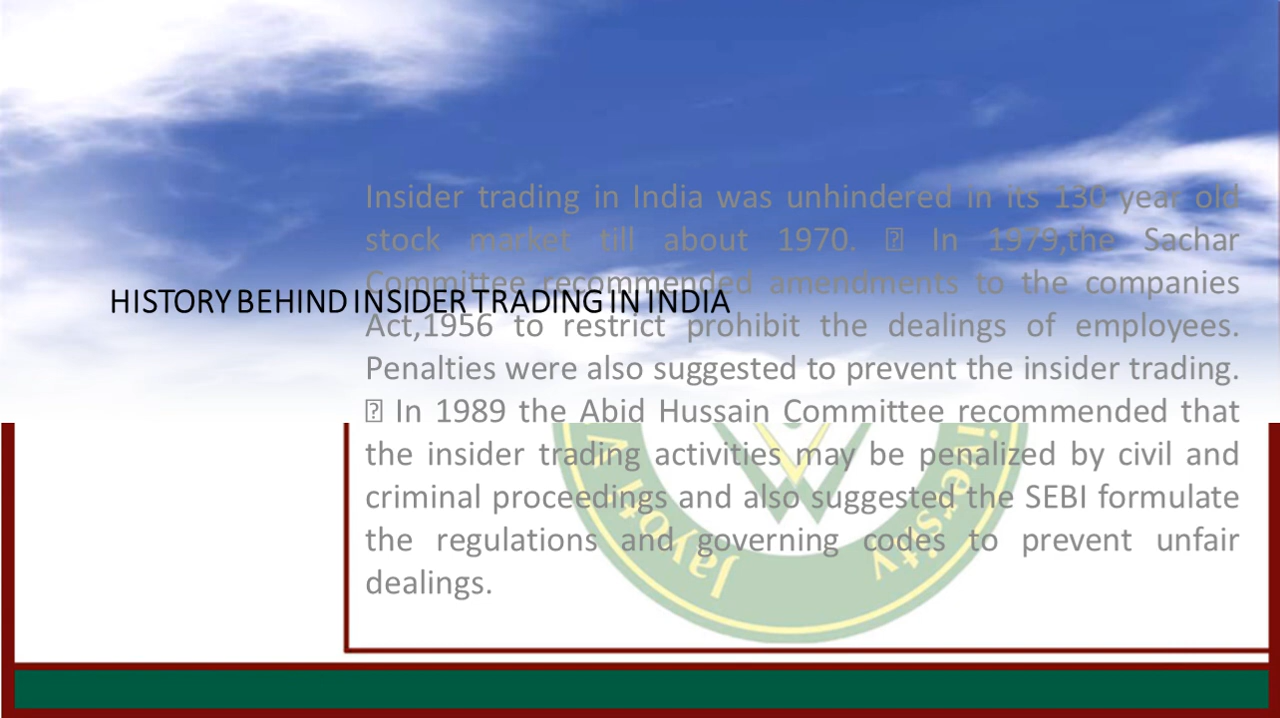 HISTORY BEHIND INSIDER TRADING IN INDIA
Insider trading in India was unhindered in its 130 year old
stock market till about 1970. ⍰ In 1979,the Sachar
Committee recommended amendments to the companies
Act,1956 to restrict prohibit the dealings of employees.
Penalties were also suggested to prevent the insider trading.
⍰ In 1989 the Abid Hussain Committee recommended that
the insider trading activities may be penalized by civil and
criminal proceedings and also suggested the SEBI formulate
the regulations and governing codes to prevent unfair
dealings.
Jayoti V
iversity